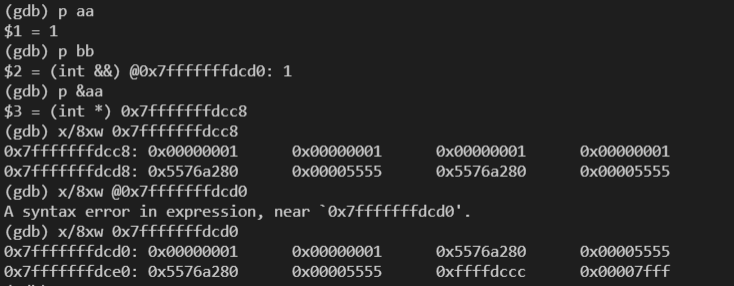 (gdb) p aa
$1 = 1
(gdb) p bb
$2 = (int &&) @0x7fffffffdcd0: 1
(gdb) p &aa
$3 = (int *) 0x7fffffffdcc8
(gdb) x/8xw 0x7fffffffdcc8
0x7fffffffdcc8: 0x00000001 0x00000001 0x00000001 0x00000001
0x7fffffffdcd8: 0x5576a280 0x00005555 0x5576a280 0x00005555
(gdb) x/8xw @0x7fffffffdcd0
A syntax error in expression, near `0x7fffffffdcd0'.
(gdb) x/8xw 0x7fffffffdcd0
0x7fffffffdcd0: 0x00000001 0x00000001 0x5576a280 0x00005555
0x7fffffffdce0: 0x5576a280 0x00005555 0xffffdccc 0x00007fff